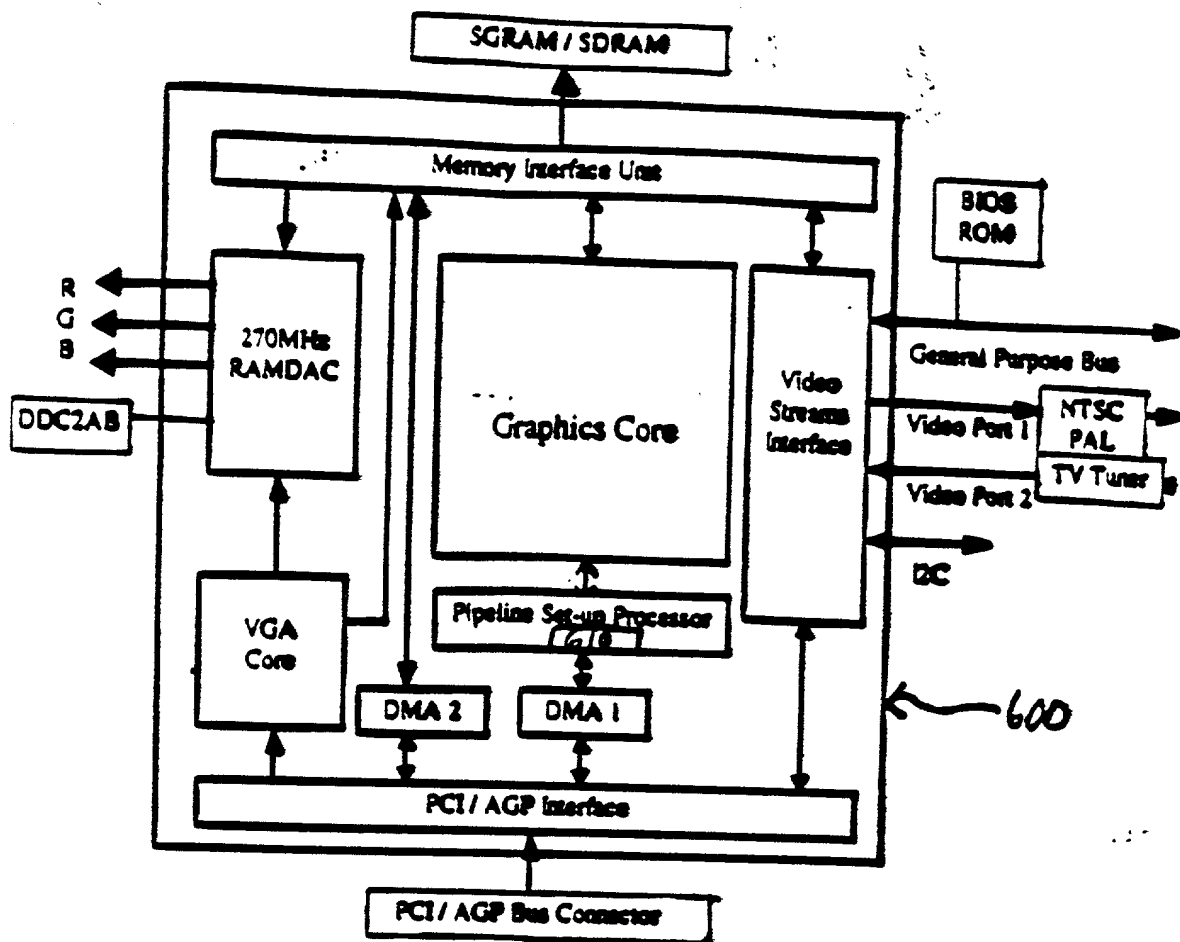 SGRAM / SDRAM
Memory Interface Unit
BIOS
ROM
R
G
B
270MHz
RAMDAC
DDC2AB
Graphics Core
Video
Streams
Interface
General Purpose Bus
Video Port 1
NTSC
PAL
TV Tuner
Video Port 2
I2C
Pipeline Set-up Processor
610
VGA
Core
DMA 2
DMA 1
600
PCI / AGP Interface
PCI / AGP Bus Connector